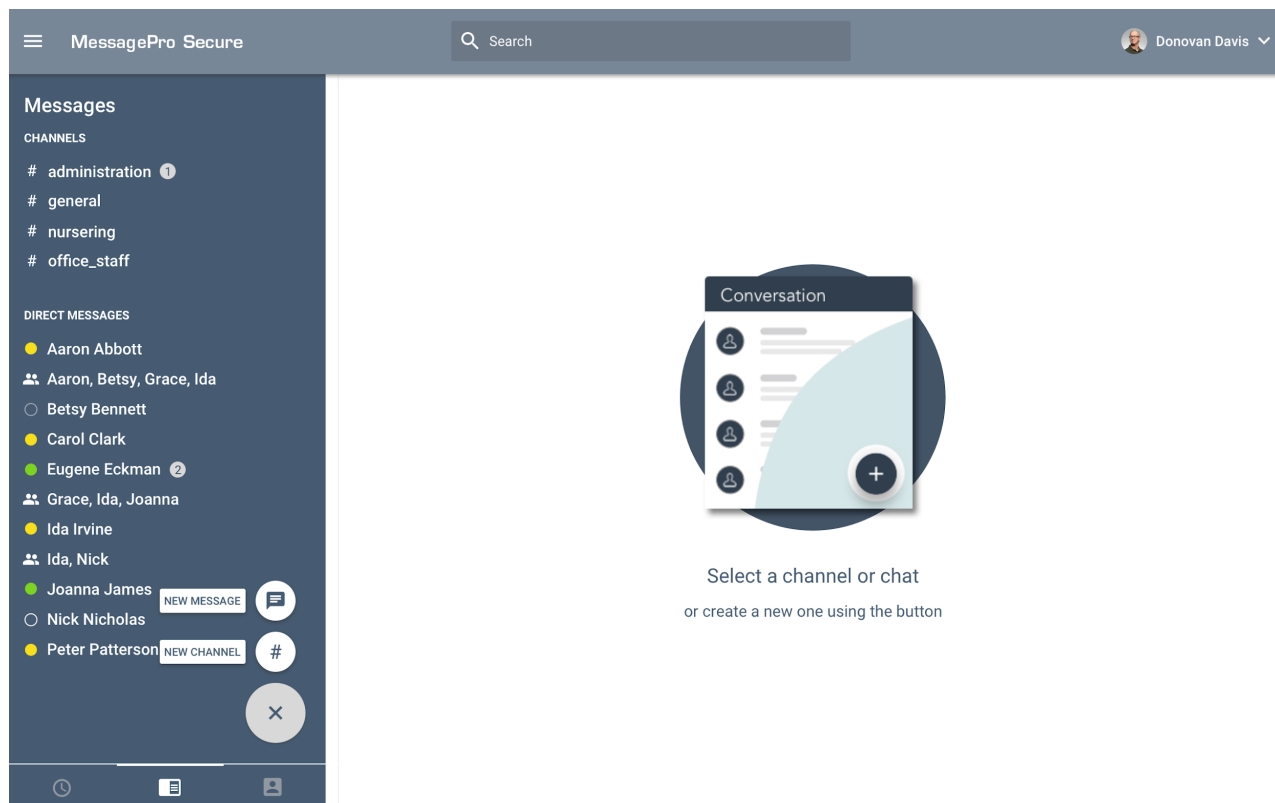 MessagePro Secure
Search
Donovan Davis
Messages
CHANNELS
# administration 1
# general
# nursering
# office_staff
DIRECT MESSAGES
Aaron Abbott
Aaron, Betsy, Grace, Ida
Betsy Bennett
Carol Clark
Eugene Eckman 2
Grace, Ida, Joanna
Ida Irvine
Ida, Nick
Joanna James
NEW MESSAGE
Nick Nicholas
Peter Patterson
NEW CHANNEL #
Conversation
Select a channel or chat
or create a new one using the button